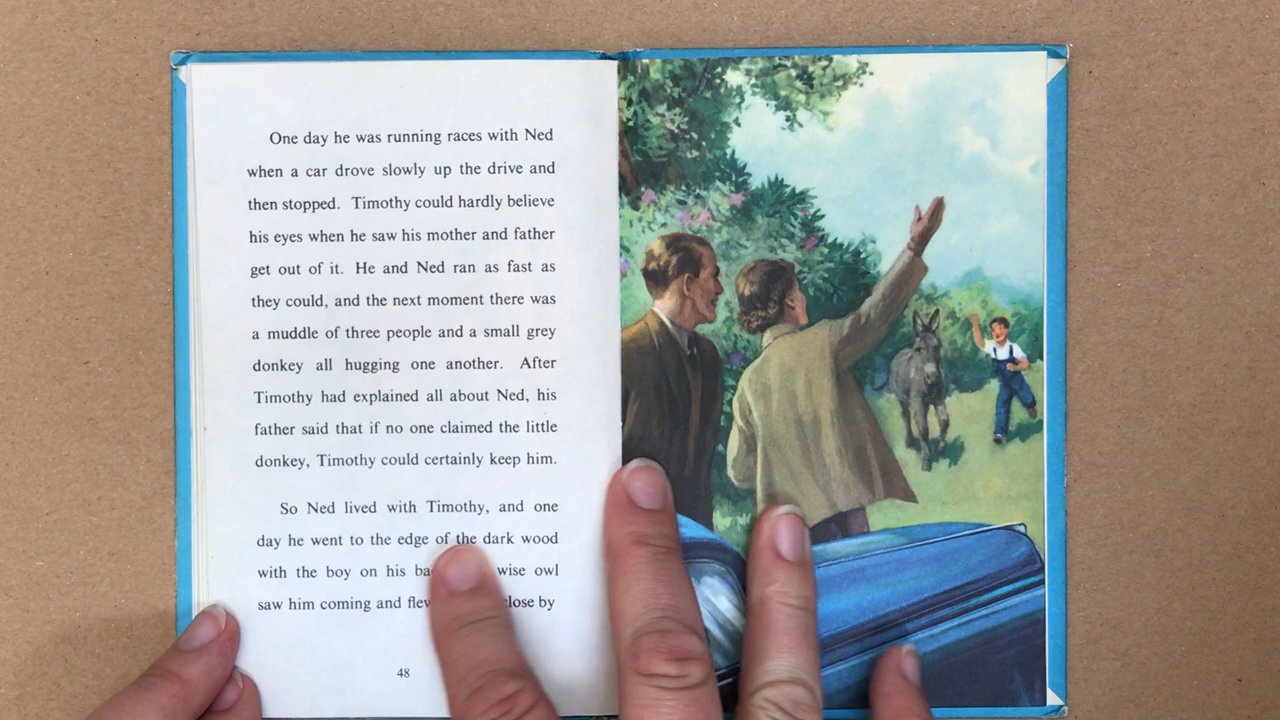 One day he was running races with Ned
when a car drove slowly up the drive and
then stopped. Timothy could hardly believe
his eyes when he saw his mother and father
get out of it. He and Ned ran as fast as
they could, and the next moment there was
a muddle of three people and a small grey
donkey all hugging one another. After
Timothy had explained all about Ned, his
father said that if no one claimed the little
donkey, Timothy could certainly keep him.
So Ned lived with Timothy, and one
day he went to the edge of the dark wood
with the boy on his wise owl
saw him coming and close by
48